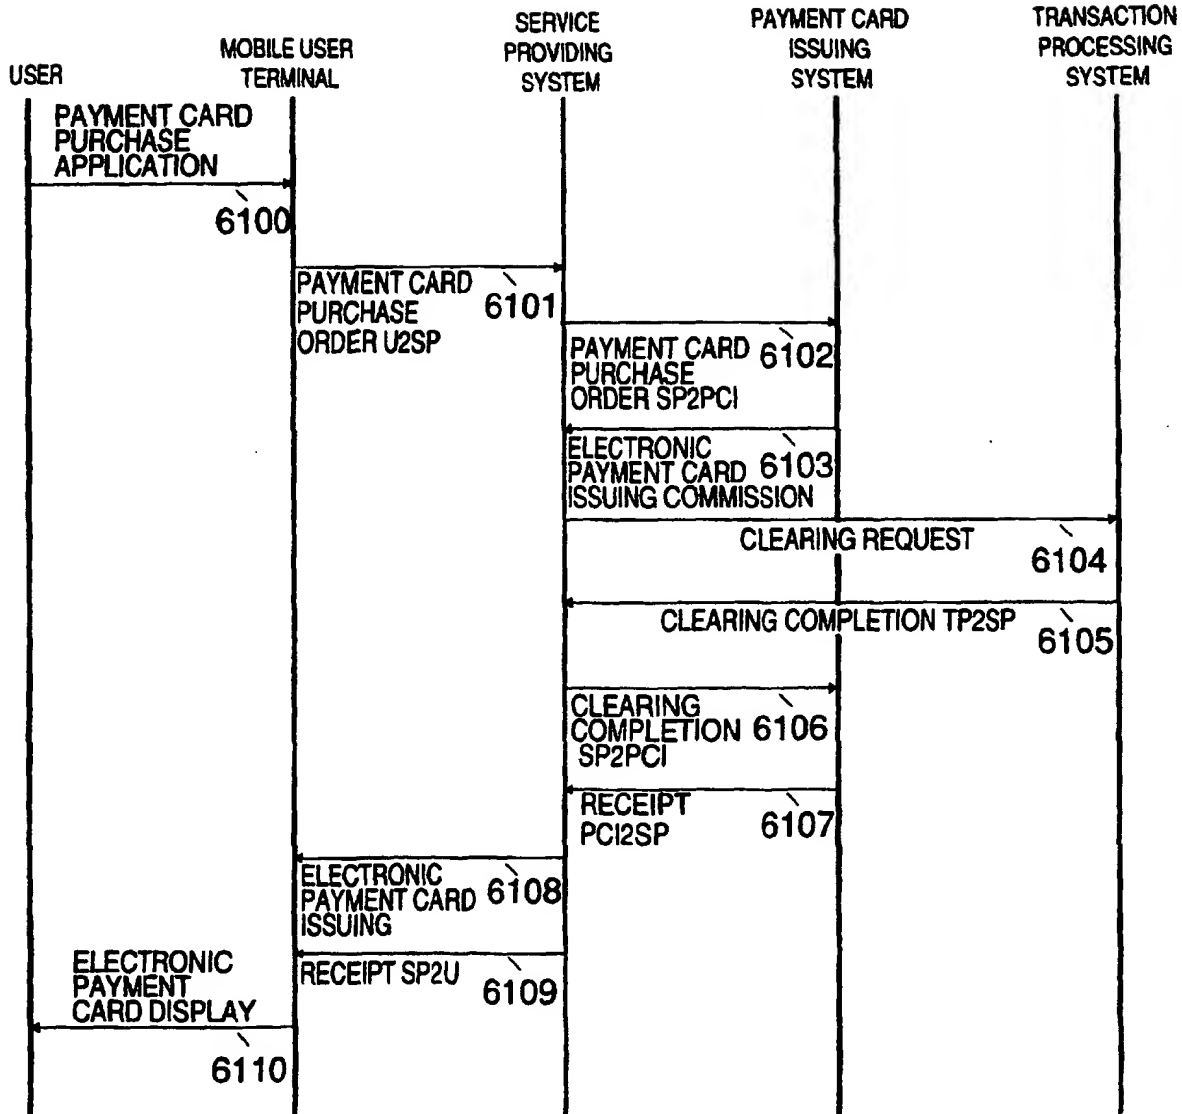 USER
MOBILE USER
TERMINAL
SERVICE
PROVIDING
SYSTEM
PAYMENT CARD
ISSUING
SYSTEM
TRANSACTION
PROCESSING
SYSTEM
PAYMENT CARD
PURCHASE
APPLICATION
6100
PAYMENT CARD
PURCHASE
ORDER U2SP
6101
PAYMENT CARD
PURCHASE
ORDER SP2PCI
6102
ELECTRONIC
PAYMENT CARD
ISSUING COMMISSION
6103
CLEARING REQUEST
6104
CLEARING COMPLETION TP2SP
6105
CLEARING
COMPLETION
SP2PCI
6106
RECEIPT
PCI2SP
6107
ELECTRONIC
PAYMENT CARD
ISSUING
6108
RECEIPT SP2U
6109
ELECTRONIC
PAYMENT
CARD DISPLAY
6110